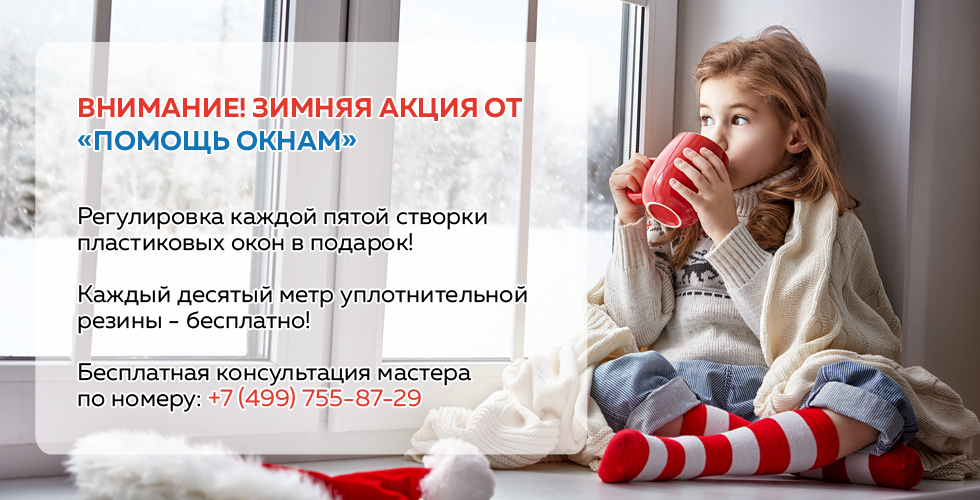 ВНИМАНИЕ! ЗИМНЯЯ АКЦИЯ ОТ
«ПОМОЩЬ ОКНАМ»
Регулировка каждой пятой створки
пластиковых окон в подарок!
Каждый десятый метр уплотнительной
резины - бесплатно!
Бесплатная консультация мастера
по номеру: +7 (499) 755-87-29